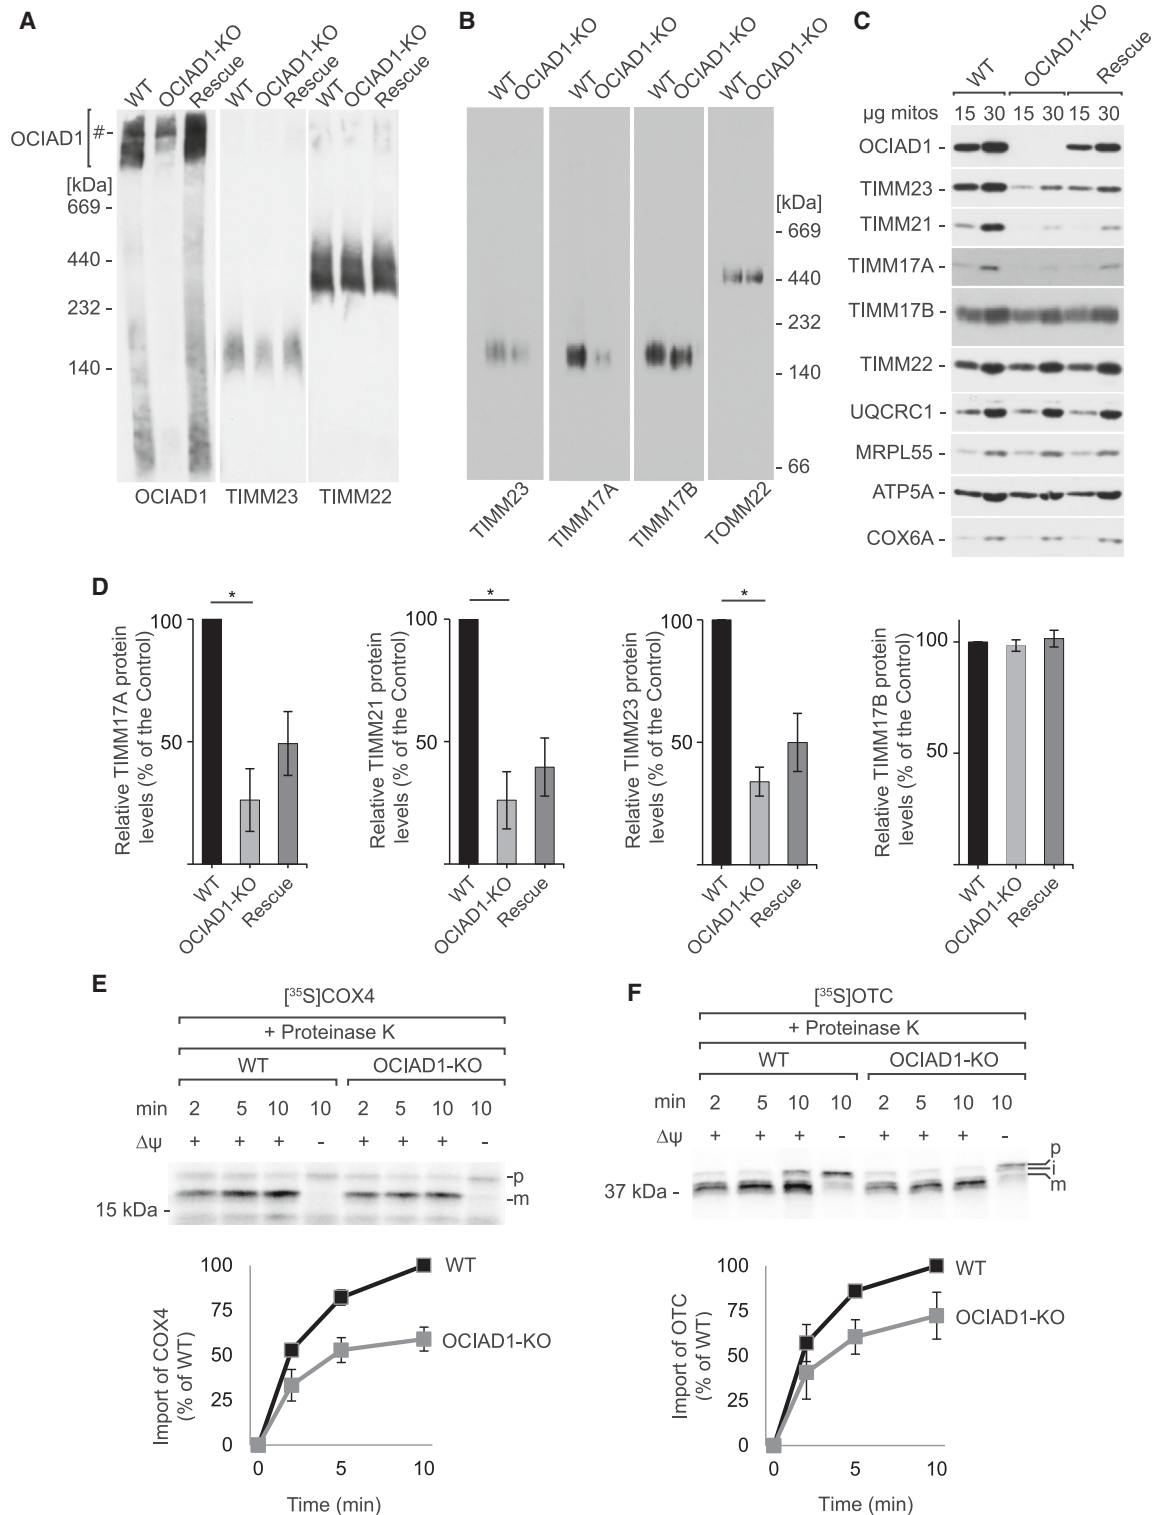 A
WT OCIAD1-KO Rescue WT OCIAD1-KO Rescue WT OCIAD1-KO Rescue
OCIAD1 #-
[kDa]
669 -
440 -
232 -
140 -
OCIAD1 TIMM23 TIMM22
B
WT OCIAD1-KO WT OCIAD1-KO WT OCIAD1-KO WT OCIAD1-KO
[kDa]
- 669
- 440
- 232
- 140
- 66
TIMM23 TIMM17A TIMM17B TOMM22
C
WT OCIAD1-KO Rescue
µg mitos 15 30 15 30 15 30
OCIAD1 -
TIMM23 -
TIMM21 -
TIMM17A -
TIMM17B -
TIMM22 -
UQCRC1 -
MRPL55 -
ATP5A -
COX6A -
D
Relative TIMM17A protein
levels (% of the Control)
100
50
*
WT OCIAD1-KO Rescue
Relative TIMM21 protein
levels (% of the Control)
100
50
*
WT OCIAD1-KO Rescue
Relative TIMM23 protein
levels (% of the Control)
100
50
*
WT OCIAD1-KO Rescue
Relative TIMM17B protein
levels (% of the Control)
100
50
WT OCIAD1-KO Rescue
E
[³⁵S]COX4
+ Proteinase K
WT OCIAD1-KO
min 2 5 10 10 2 5 10 10
Δψ + + + - + + + -
-p
-m
15 kDa -
Import of COX4
(% of WT)
100
75
50
25
0
WT
OCIAD1-KO
0 5 10
Time (min)
F
[³⁵S]OTC
+ Proteinase K
WT OCIAD1-KO
min 2 5 10 10 2 5 10 10
Δψ + + + - + + + -
p
i
m
37 kDa -
Import of OTC
(% of WT)
100
75
50
25
0
WT
OCIAD1-KO
0 5 10
Time (min)